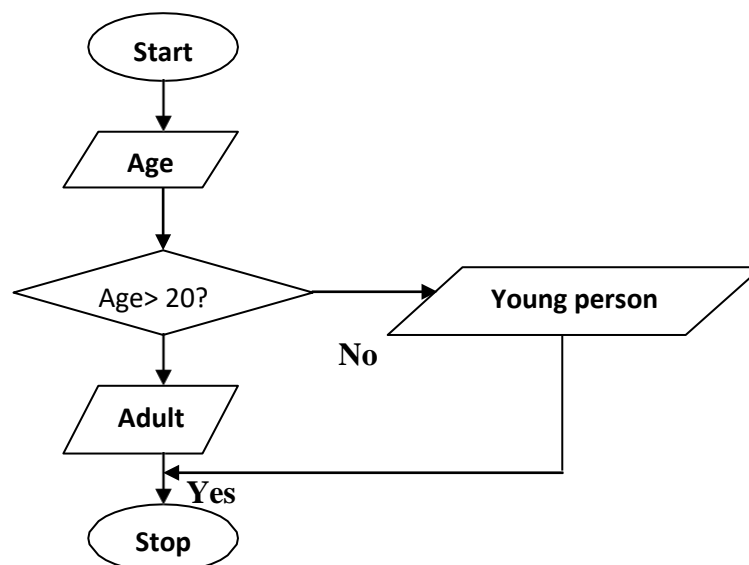 Start
Age
Age> 20?
Young person
No
Adult
Yes
Stop